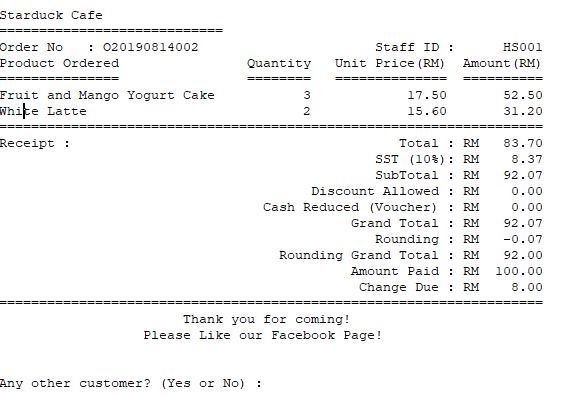 Starduck Cafe
============================
Order No   : O20190814002                      Staff ID :      HS001
Product Ordered                Quantity   Unit Price(RM)  Amount(RM)
===============                ========   ==============  ==========
Fruit and Mango Yogurt Cake           3            17.50       52.50
White Latte                           2            15.60       31.20
====================================================================
Receipt :                                         Total : RM   83.70
SST (10%): RM    8.37
SubTotal : RM   92.07
Discount Allowed : RM    0.00
Cash Reduced (Voucher) : RM    0.00
Grand Total : RM   92.07
Rounding : RM   -0.07
Rounding Grand Total : RM   92.00
Amount Paid : RM  100.00
Change Due : RM    8.00
====================================================================
Thank you for coming!
Please Like our Facebook Page!
Any other customer? (Yes or No) :